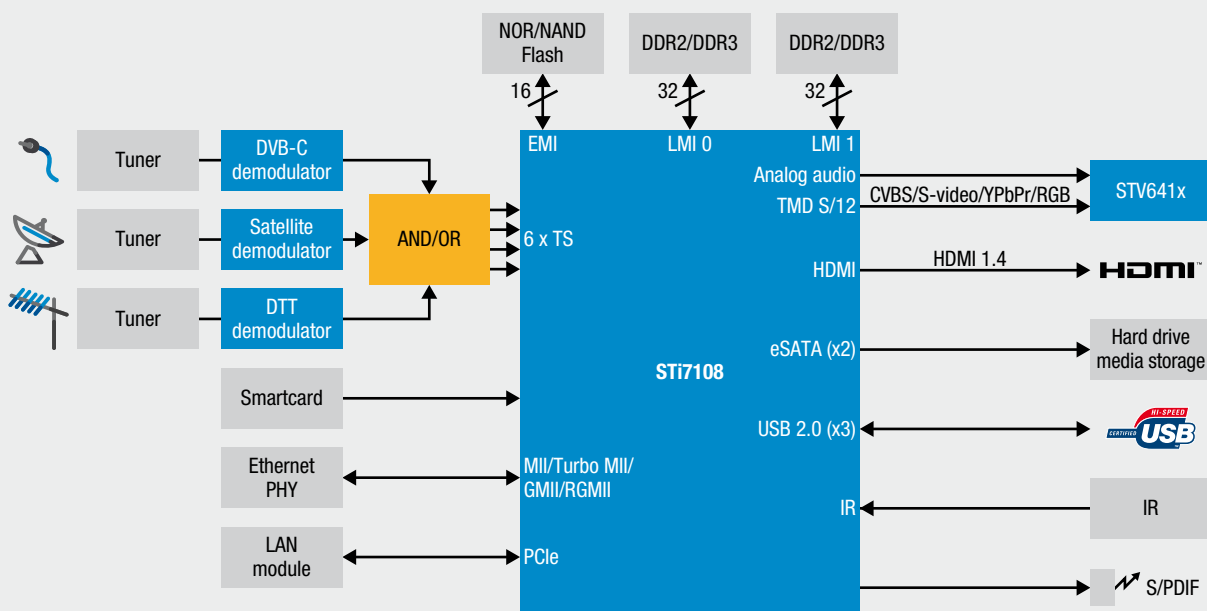 NOR/NAND
Flash
DDR2/DDR3
DDR2/DDR3
16
32
32
EMI
LMI 0
LMI 1
Tuner
DVB-C
demodulator
Analog audio
TMD S/12
CVBS/S-video/YPbPr/RGB
STV641x
Tuner
Satellite
demodulator
AND/OR
6 x TS
HDMI
HDMI 1.4
HDMI™
Tuner
DTT
demodulator
eSATA (x2)
Hard drive
media storage
STi7108
Smartcard
USB 2.0 (x3)
HI-SPEED
CERTIFIED
USB
Ethernet
PHY
MII/Turbo MII/
GMII/RGMII
IR
IR
LAN
module
PCIe
S/PDIF